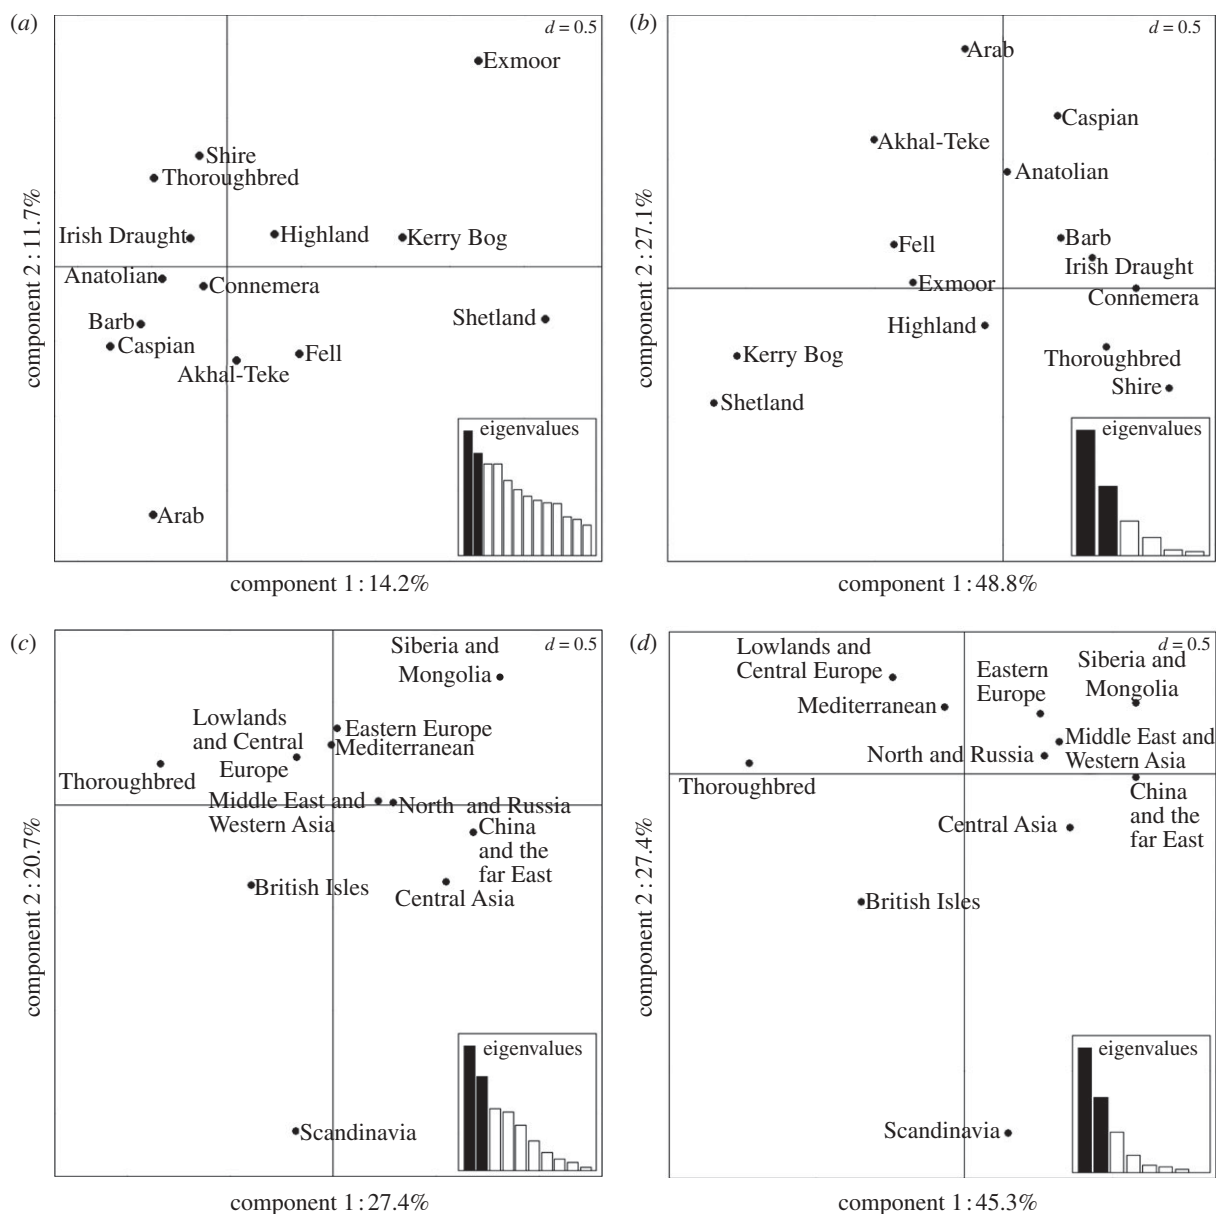 (a)
d = 0.5
Exmoor
Shire
Thoroughbred
Irish Draught
Highland
Kerry Bog
Anatolian
Connemera
Barb
Shetland
Caspian
Fell
Akhal-Teke
Arab
eigenvalues
component 2 : 11.7%
component 1 : 14.2%
(b)
d = 0.5
Arab
Caspian
Akhal-Teke
Anatolian
Fell
Barb
Irish Draught
Exmoor
Connemera
Highland
Kerry Bog
Thoroughbred
Shire
Shetland
eigenvalues
component 2 : 27.1%
component 1 : 48.8%
(c)
d = 0.5
Siberia and
Mongolia
Lowlands
and Central
Europe
Eastern Europe
Mediterranean
Thoroughbred
Middle East and
Western Asia
North and Russia
China
and the
far East
British Isles
Central Asia
Scandinavia
eigenvalues
component 2 : 20.7%
component 1 : 27.4%
(d)
d = 0.5
Lowlands and
Central Europe
Eastern
Europe
Siberia and
Mongolia
Mediterranean
North and Russia
Middle East and
Western Asia
Thoroughbred
China
and the
far East
Central Asia
British Isles
Scandinavia
eigenvalues
component 2 : 27.4%
component 1 : 45.3%